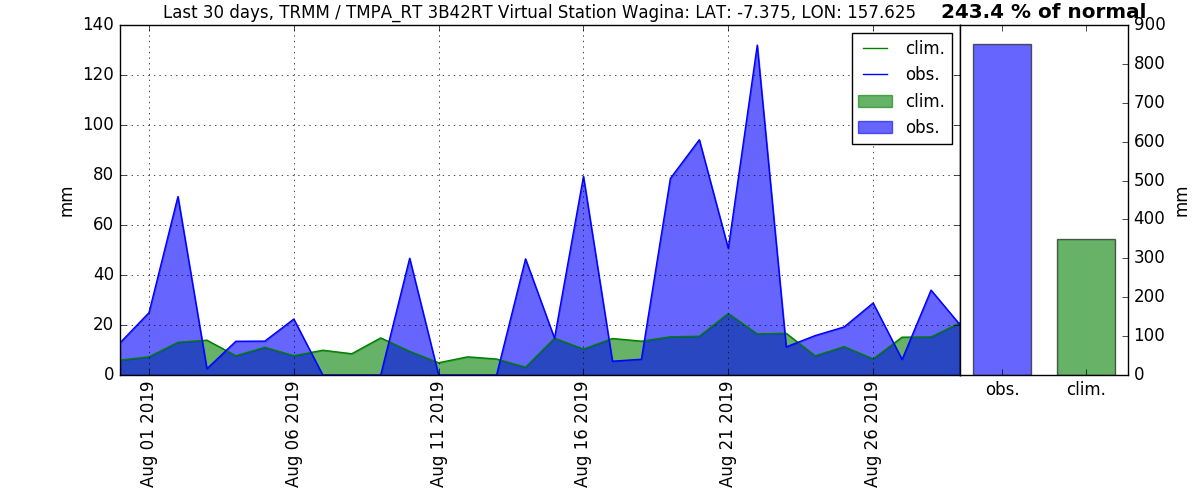 Last 30 days, TRMM / TMPA_RT 3B42RT Virtual Station Wagina: LAT: -7.375, LON: 157.625
243.4 % of normal
140
120
100
80
60
40
20
0
mm
clim.
obs.
clim.
obs.
900
800
700
600
500
400
300
200
100
0
mm
obs.
clim.
Aug 01 2019
Aug 06 2019
Aug 11 2019
Aug 16 2019
Aug 21 2019
Aug 26 2019